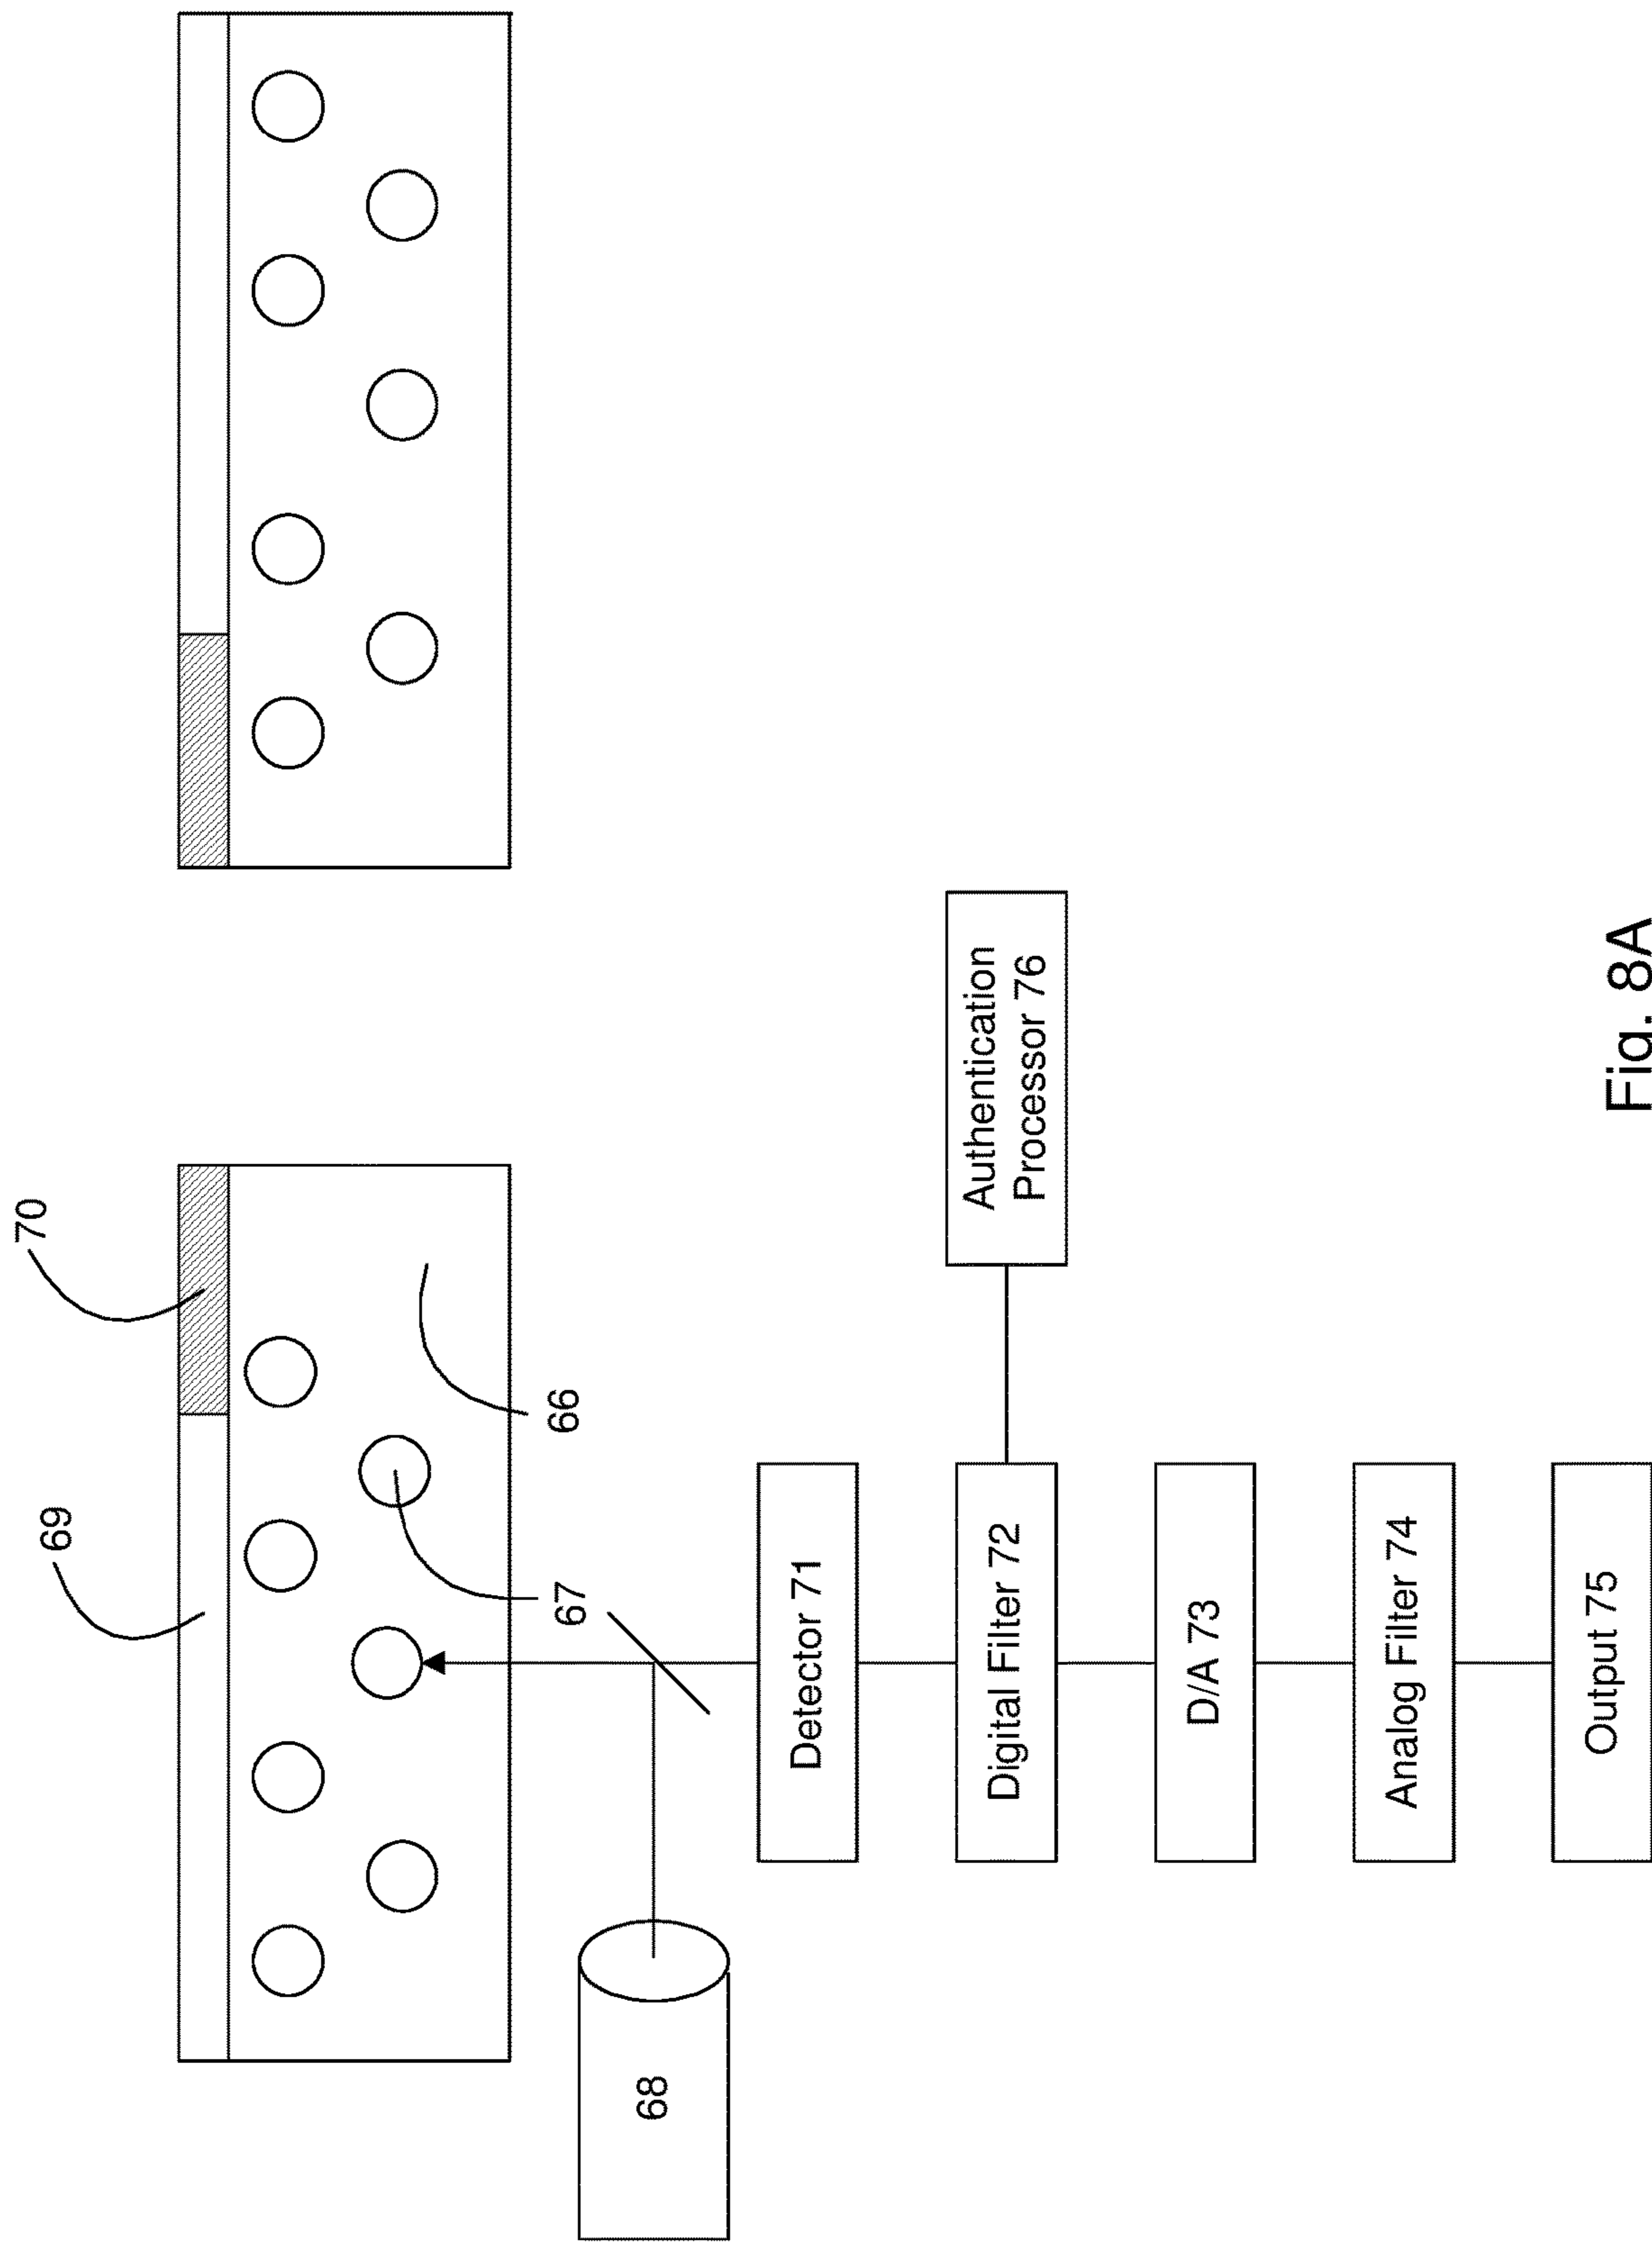 70
69
66
67
68
Detector 71
Digital Filter 72
Authentication
Processor 76
D/A 73
Analog Filter 74
Output 75
Fig. 8A